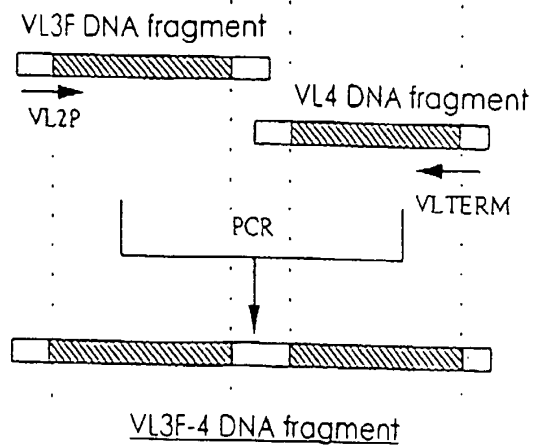 VL3F DNA fragment
VL2P
VL4 DNA fragment
VLTERM
PCR
VL3F-4 DNA fragment